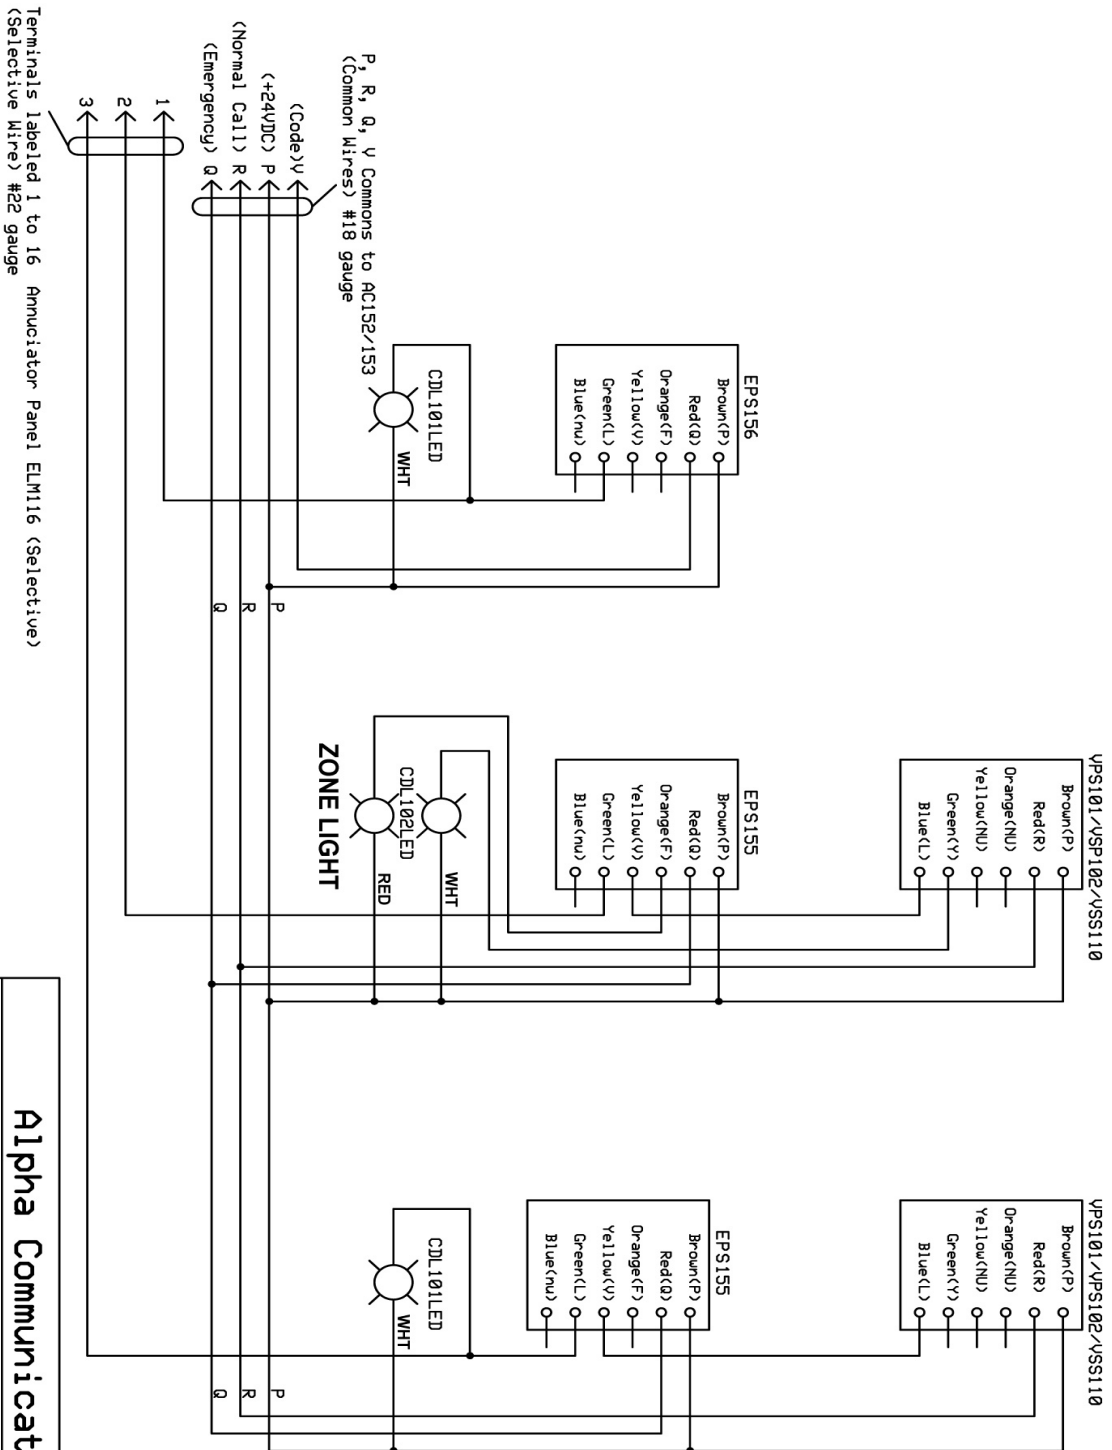 VPS101/VSP102/VSS110
Brown(P)
Red(R)
Orange(NU)
Yellow(NU)
Green(Y)
Blue(L)
VPS101/VPS102/VSS110
Brown(P)
Red(R)
Orange(NU)
Yellow(NU)
Green(Y)
Blue(L)
EPS156
Brown(P)
Red(Q)
Orange(F)
Yellow(V)
Green(L)
Blue(nu)
EPS155
Brown(P)
Red(Q)
Orange(F)
Yellow(V)
Green(L)
Blue(nu)
EPS155
Brown(P)
Red(Q)
Orange(F)
Yellow(V)
Green(L)
Blue(nu)
CDL101LED
WHT
WHT
CDL102LED
RED
ZONE LIGHT
CDL101LED
WHT
P, R, Q, V Commons to AC152/153
(Common Wires) #18 gauge
(Code)V
(+24VDC) P
(Normal Call) R
(Emergency) Q
P
R
Q
P
R
Q
1
2
3
Terminals labeled 1 to 16 Annuciator Panel ELM116 (Selective)
(Selective Wire) #22 gauge
Alpha Communicat